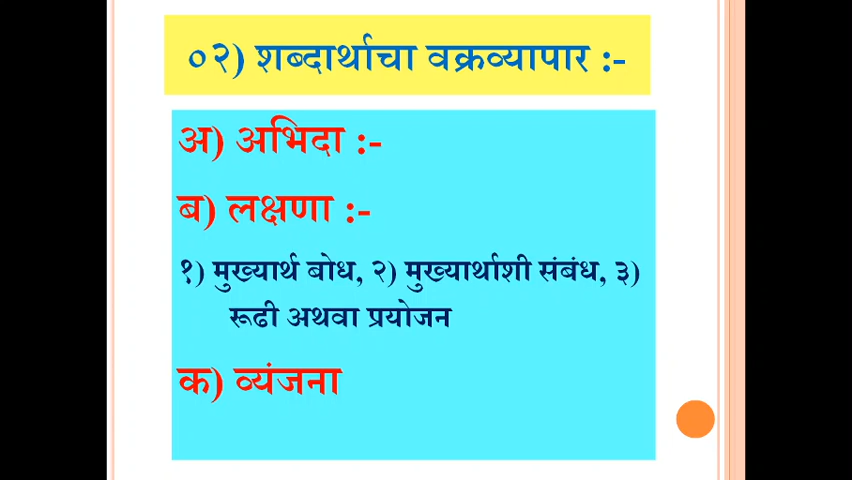 ०२) शब्दार्थाचा वक्रव्यापार :-
अ) अभिदा :-
ब) लक्षणा :-
१) मुख्यार्थ बोध, २) मुख्यार्थाशी संबंध, ३)
रूढी अथवा प्रयोजन
क) व्यंजना